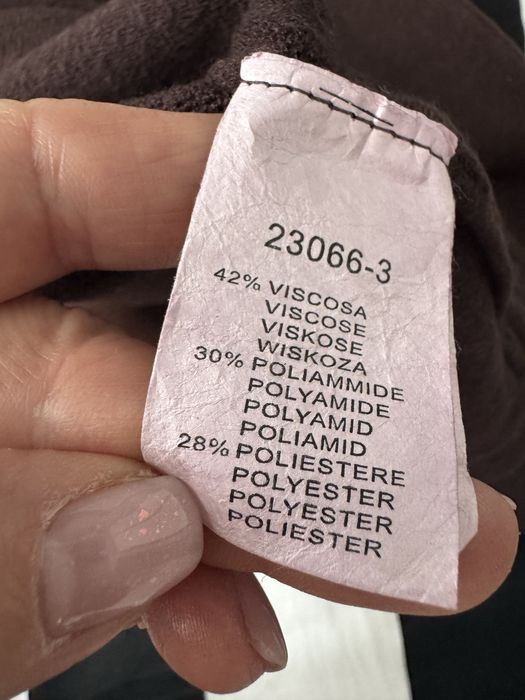 23066-3
42% VISCOSA
VISCOSE
VISKOSE
WISKOZA
30% POLIAMMIDE
POLYAMIDE
POLYAMID
POLIAMID
28% POLIESTERE
POLYESTER
POLYESTER
POLIESTER